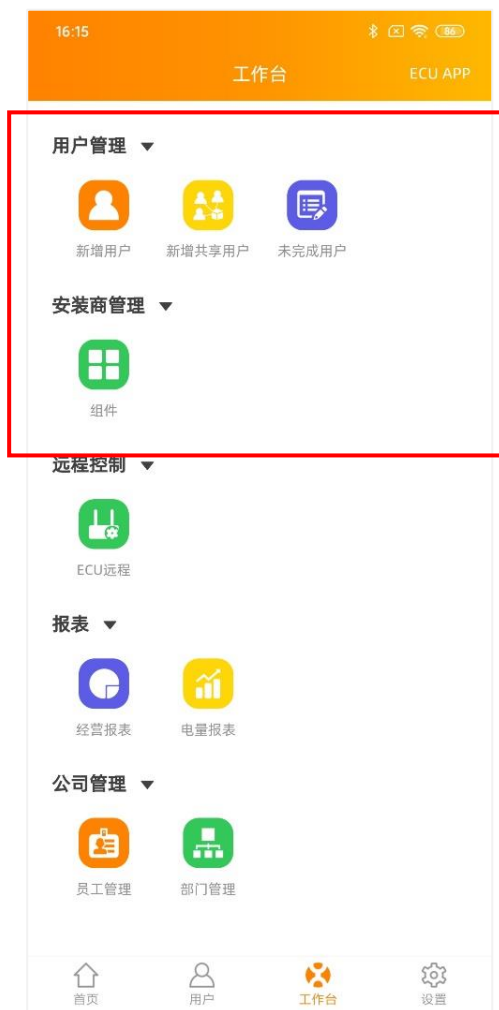 16:15 86
工作台 ECU APP
用户管理
新增用户 新增共享用户 未完成用户
安装商管理
组件
远程控制
ECU远程
报表
经营报表 电量报表
公司管理
员工管理 部门管理
首页 用户 工作台 设置